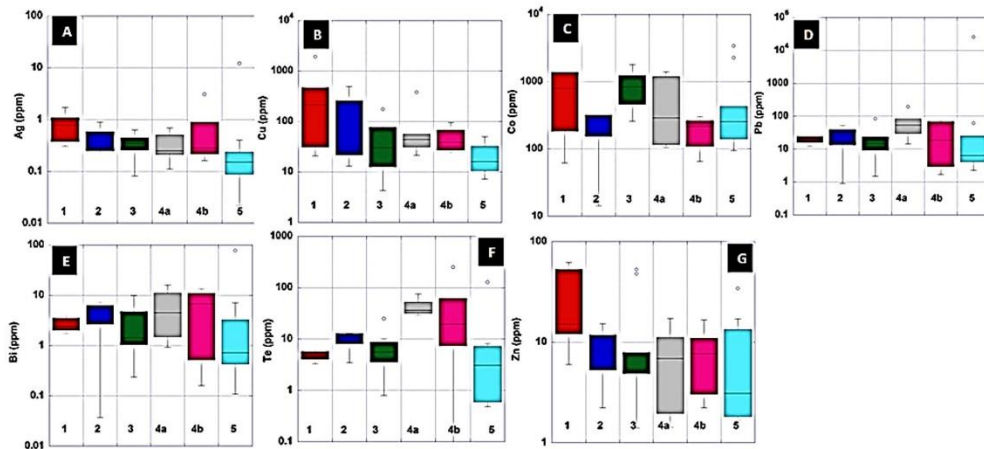 A
Ag (ppm)
100
10
1
0.1
0.01
1 2 3 4a 4b 5
B
Cu (ppm)
10⁴
1000
100
10
1
1 2 3 4a 4b 5
C
Co (ppm)
10⁴
1000
100
10
1 2 3 4a 4b 5
D
Pb (ppm)
10⁵
10⁴
1000
100
10
1
0.1
1 2 3 4a 4b 5
E
Bi (ppm)
100
10
1
0.1
0.01
1 2 3 4a 4b 5
F
Te (ppm)
1000
100
10
1
0.1
1 2 3 4a 4b 5
G
Zn (ppm)
100
10
1
1 2 3 4a 4b 5